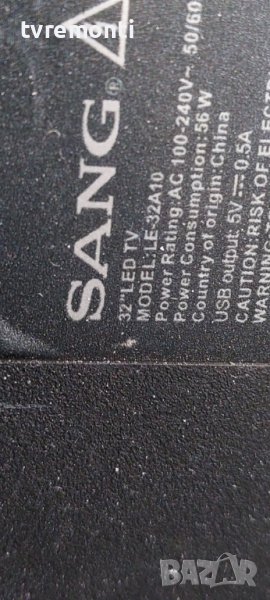 tvremonti
SANG®
32"LED TV
MODEL:LE-32A10
Power Rating:AC 100-240V~ 50/60
Power Consumption:56W
Country of origin:China
USB output: 5V⎓0.5A
CAUTION: RISK OF ELECT
WARNING:T
BAZAR